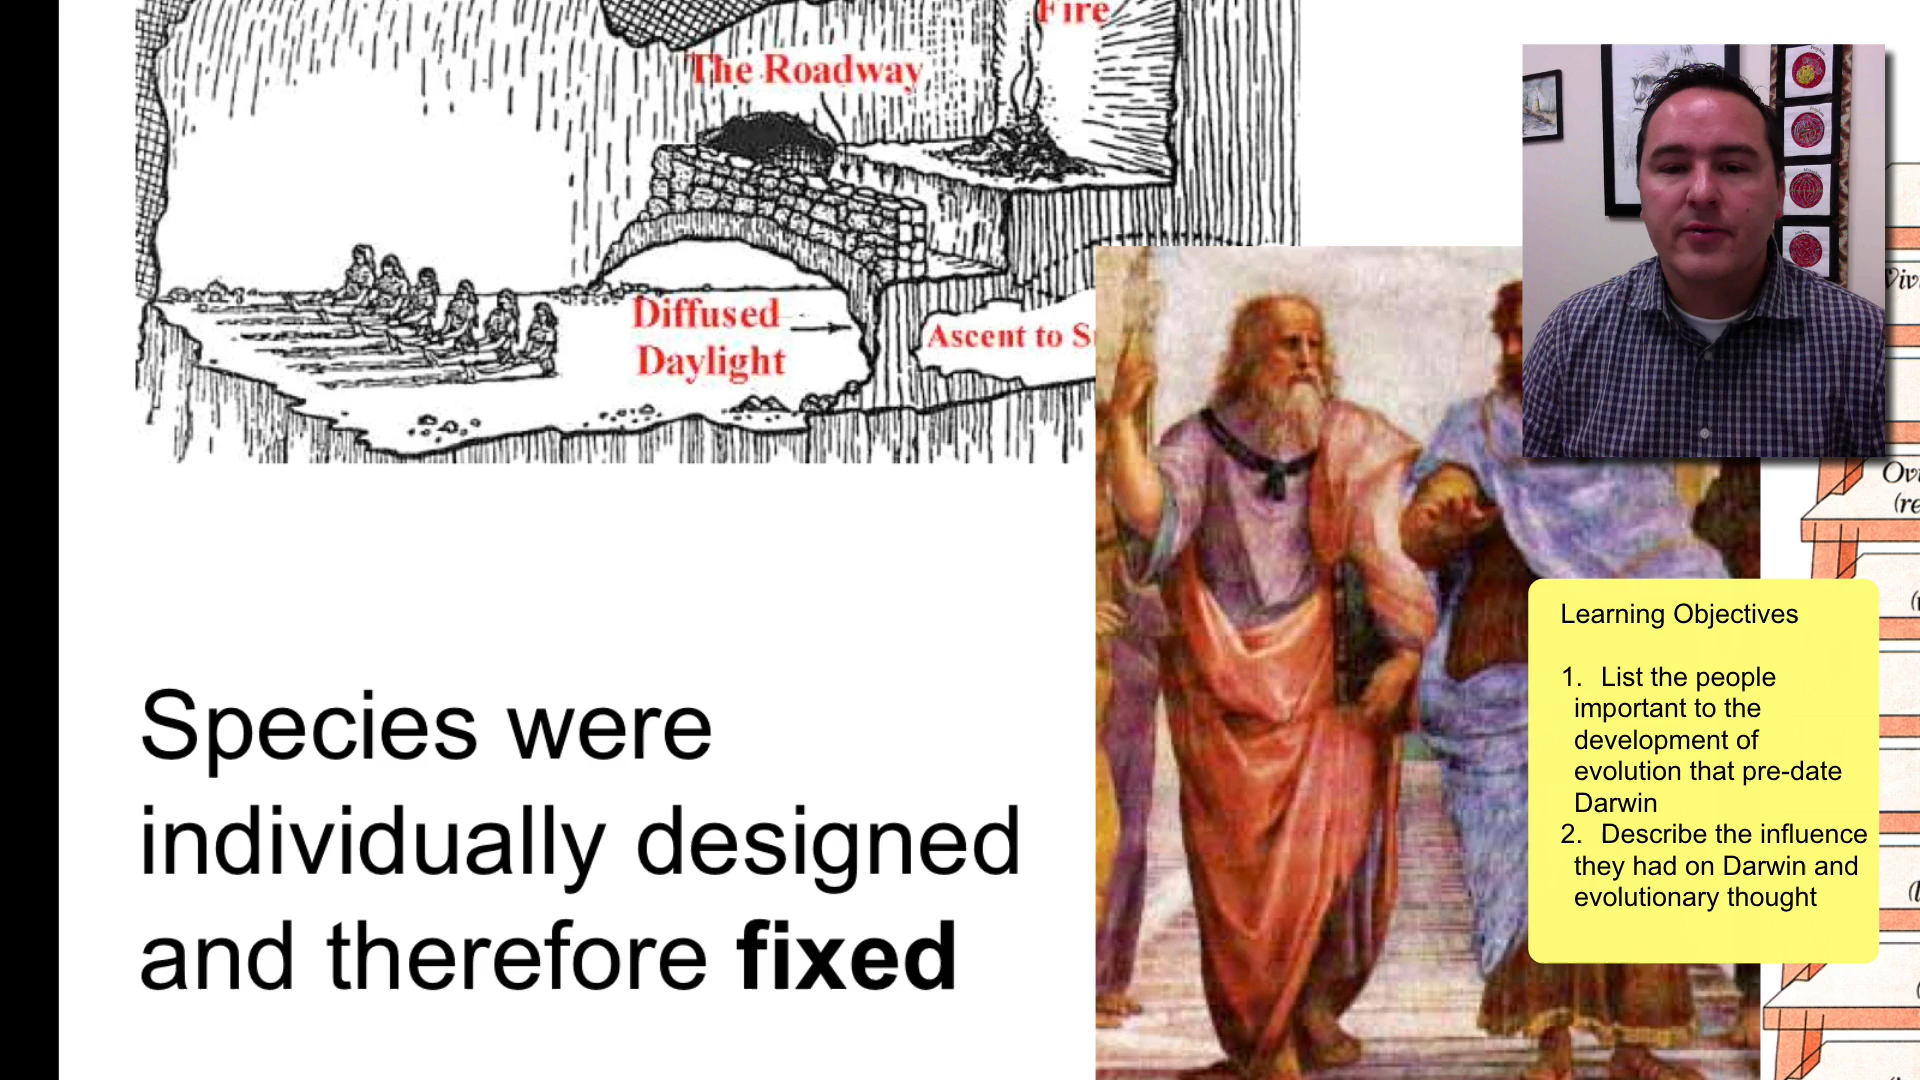 Fire
The Roadway
Diffused
Daylight
Ascent to
Species were
individually designed
and therefore fixed
Learning Objectives
1. List the people
important to the
development of
evolution that pre-date
Darwin
2. Describe the influence
they had on Darwin and
evolutionary thought